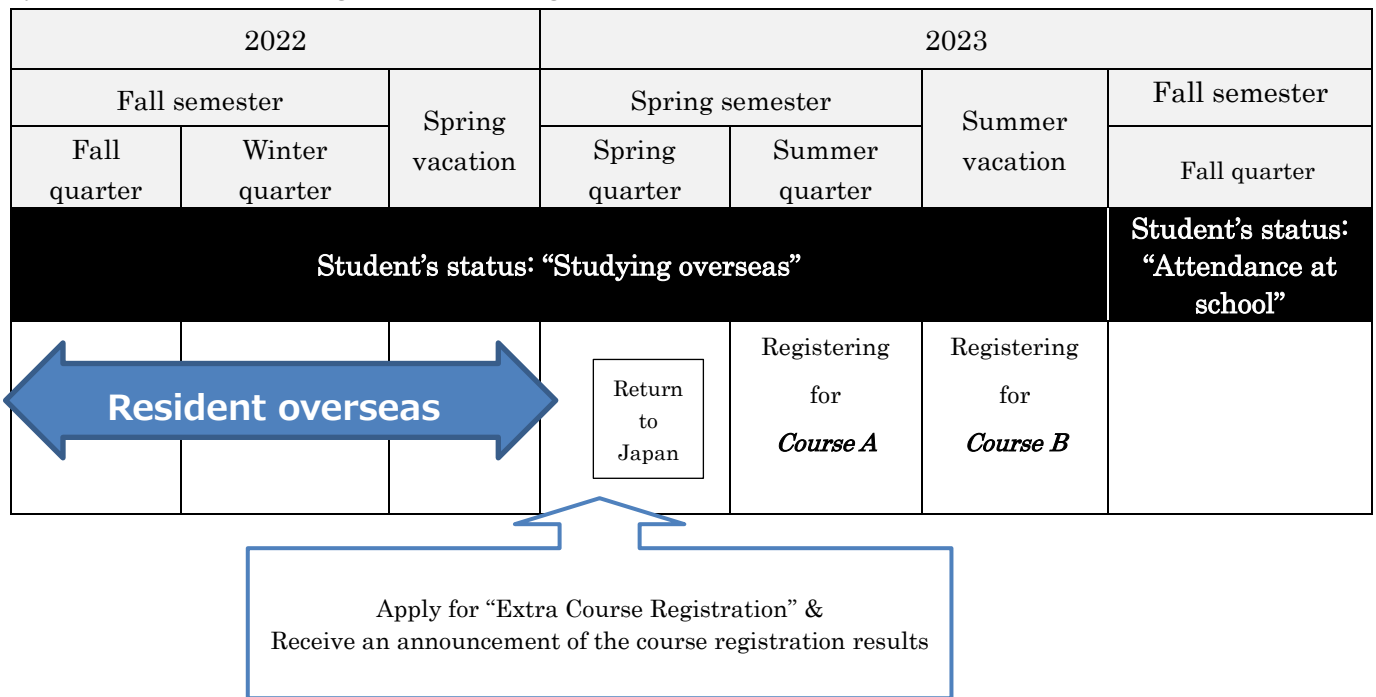 2022
2023
Fall semester
Spring
vacation
Spring semester
Summer
vacation
Fall semester
Fall
quarter
Winter
quarter
Spring
quarter
Summer
quarter
Fall quarter
Student's status: “Studying overseas”
Student's status:
“Attendance at
school”
Resident overseas
Return
to
Japan
Registering
for
Course A
Registering
for
Course B
Apply for “Extra Course Registration” &
Receive an announcement of the course registration results